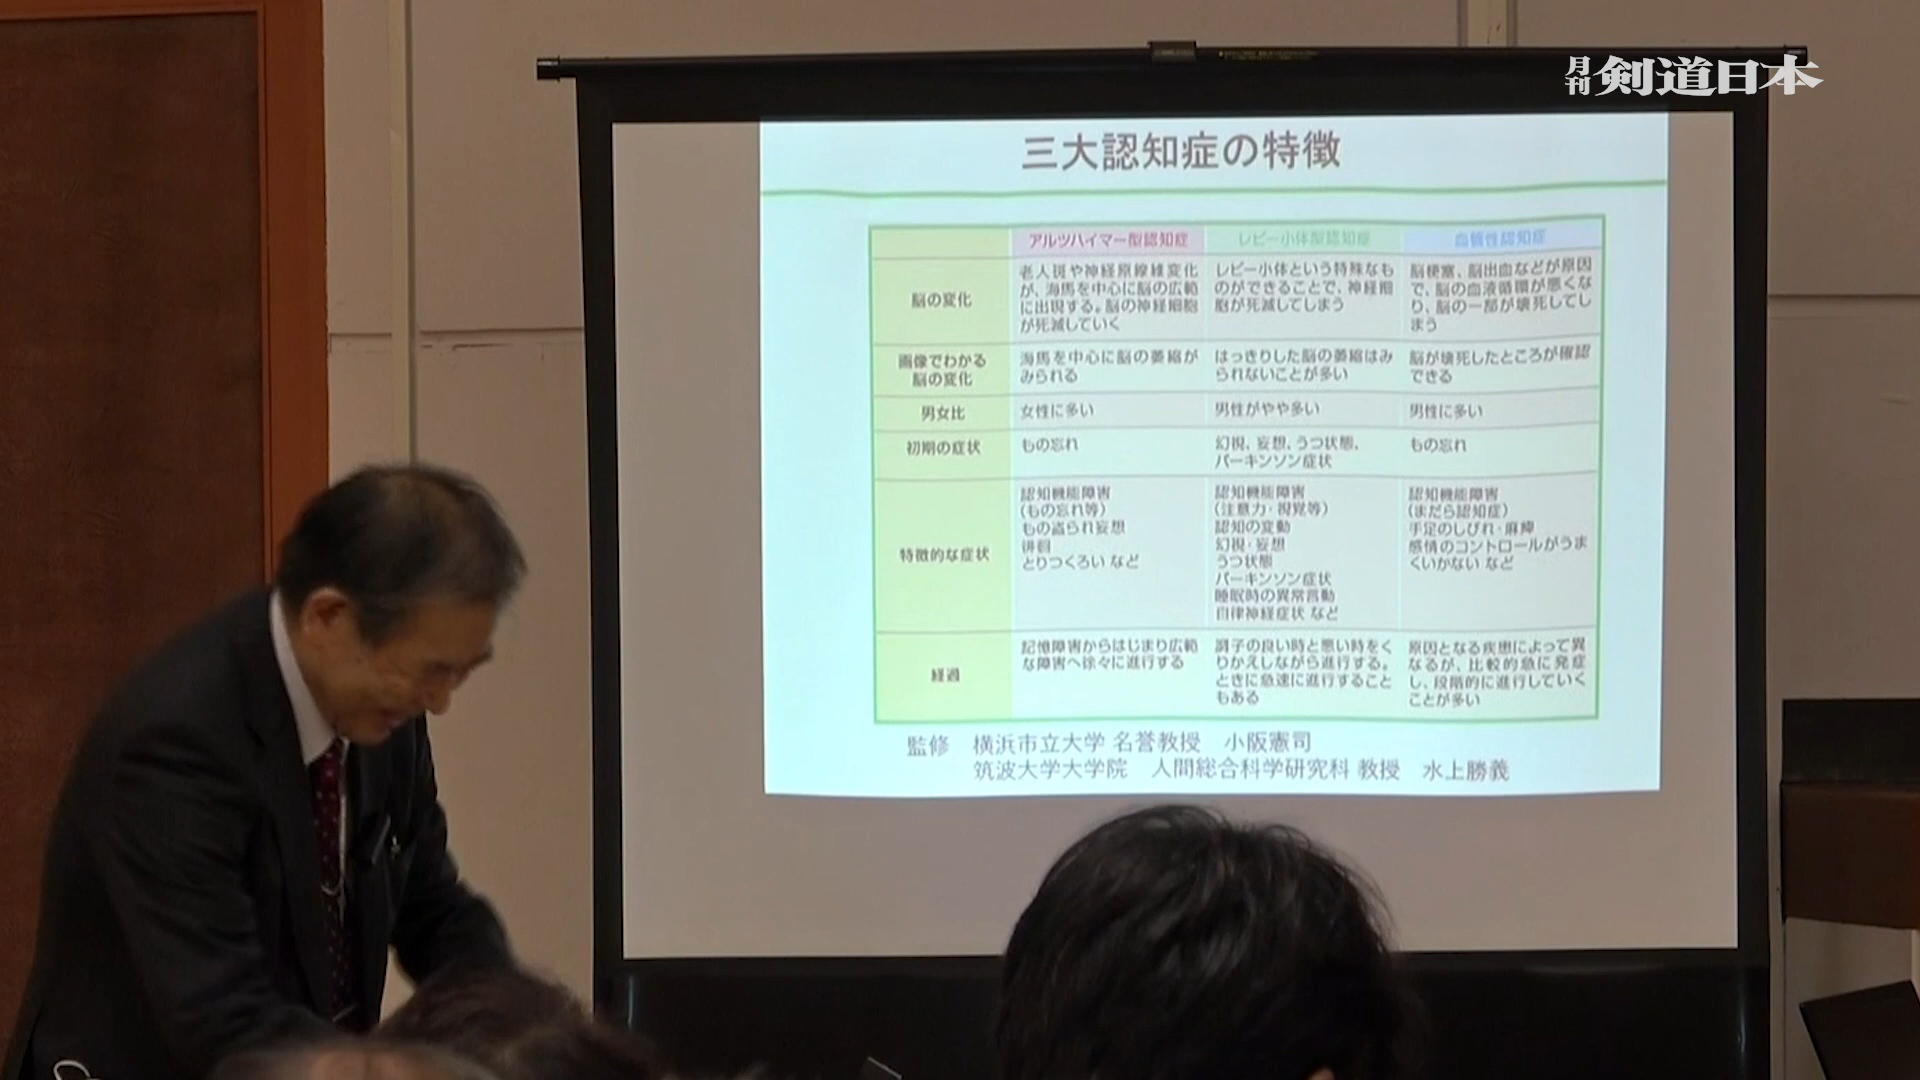 月刊 剣道日本
三大認知症の特徴
アルツハイマー型認知症
レビー小体型認知症
血管性認知症
脳の変化
老人斑や神経原線維変化
が、海馬を中心に脳の広範
に出現する。脳の神経細胞
が死滅していく
レビー小体という特殊なも
のができることで、神経細
胞が死滅してしまう
脳梗塞、脳出血などが原因
で、脳の血液循環が悪くな
り、脳の一部が壊死してし
まう
画像でわかる
脳の変化
海馬を中心に脳の萎縮が
みられる
はっきりした脳の萎縮はみ
られないことが多い
脳が壊死したところが確認
できる
男女比
女性に多い
男性がやや多い
男性に多い
初期の症状
もの忘れ
幻視、妄想、うつ状態、
パーキンソン症状
もの忘れ
特徴的な症状
認知機能障害
(もの忘れ等)
もの盗られ妄想
徘徊
とりつくろい など
認知機能障害
(注意力・視覚等)
認知の変動
幻視・妄想
うつ状態
パーキンソン症状
睡眠時の異常言動
自律神経症状 など
認知機能障害
(まだら認知症)
手足のしびれ・麻痺
感情のコントロールがうま
くいかない など
経過
記憶障害からはじまり広範
な障害へ徐々に進行する
調子の良い時と悪い時をく
りかえしながら進行する。
ときに急速に進行すること
もある
原因となる疾患によって異
なるが、比較的急に発症
し、段階的に進行していく
ことが多い
監修 横浜市立大学 名誉教授 小阪憲司
筑波大学大学院 人間総合科学研究科 教授 水上勝義